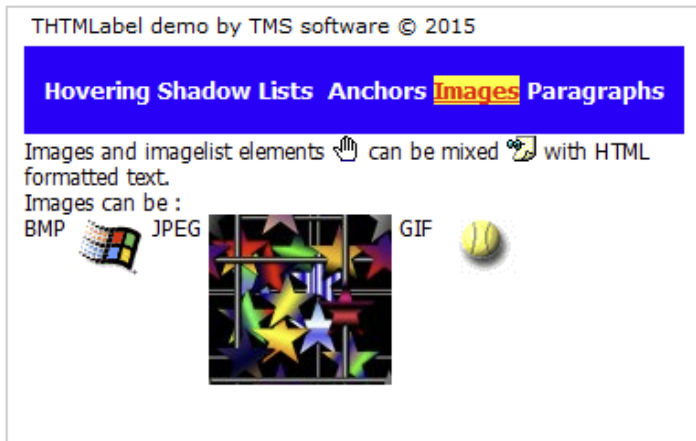 THTMLabel demo by TMS software © 2015
Hovering Shadow Lists Anchors Images Paragraphs
Images and imagelist elements can be mixed with HTML
formatted text.
Images can be :
BMP JPEG GIF